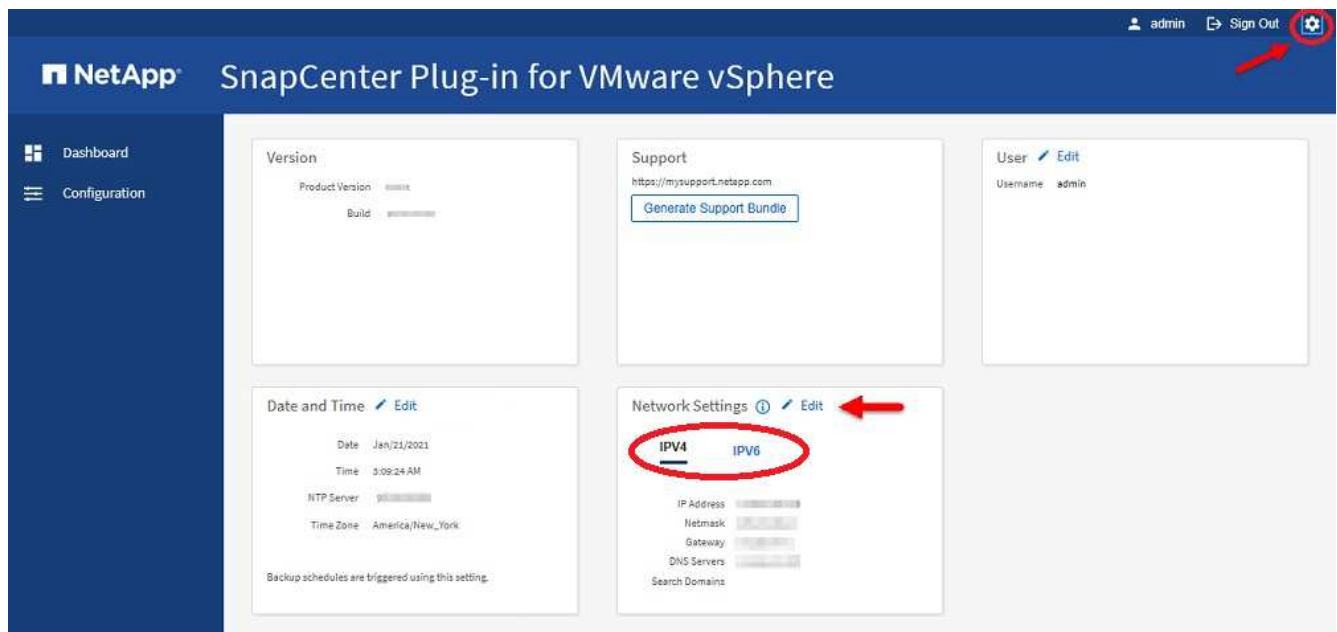 admin Sign Out
NetApp SnapCenter Plug-in for VMware vSphere
Dashboard
Configuration
Version
Product Version
Build
Support
https://mysupport.netapp.com
Generate Support Bundle
User Edit
Username admin
Date and Time Edit
Date Jan/21/2021
Time 3:09:24 AM
NTP Server
Time Zone America/New_York
Backup schedules are triggered using this setting.
Network Settings Edit
IPV4 IPV6
IP Address
Netmask
Gateway
DNS Servers
Search Domains